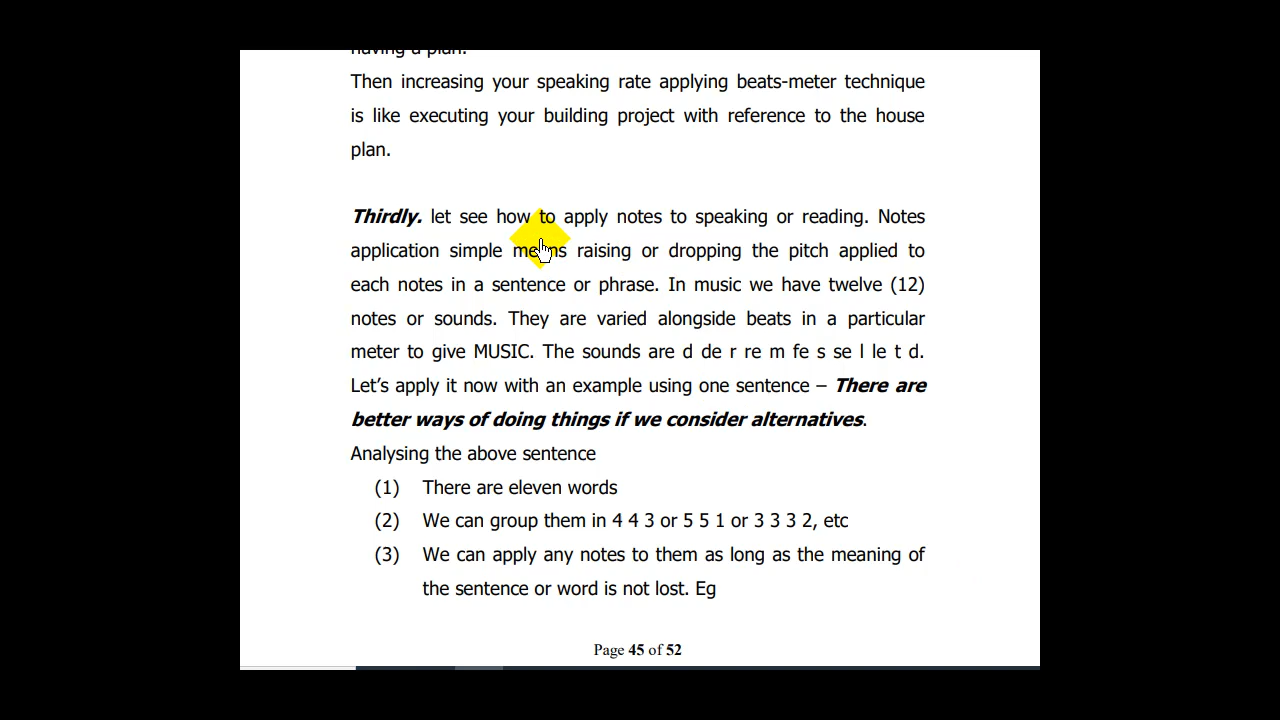 having a plan.
Then increasing your speaking rate applying beats-meter technique
is like executing your building project with reference to the house
plan.
Thirdly. let see how to apply notes to speaking or reading. Notes
application simple means raising or dropping the pitch applied to
each notes in a sentence or phrase. In music we have twelve (12)
notes or sounds. They are varied alongside beats in a particular
meter to give MUSIC. The sounds are d de r re m fe s se l le t d.
Let’s apply it now with an example using one sentence – There are
better ways of doing things if we consider alternatives.
Analysing the above sentence
(1) There are eleven words
(2) We can group them in 4 4 3 or 5 5 1 or 3 3 3 2, etc
(3) We can apply any notes to them as long as the meaning of
the sentence or word is not lost. Eg
Page 45 of 52